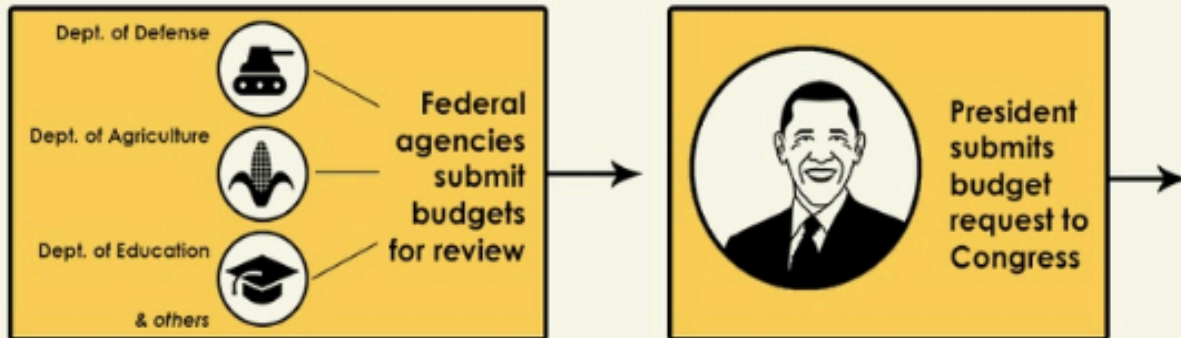 Dept. of Defense
Dept. of Agriculture
Dept. of Education
& others
Federal
agencies
submit
budgets
for review
President
submits
budget
request to
Congress